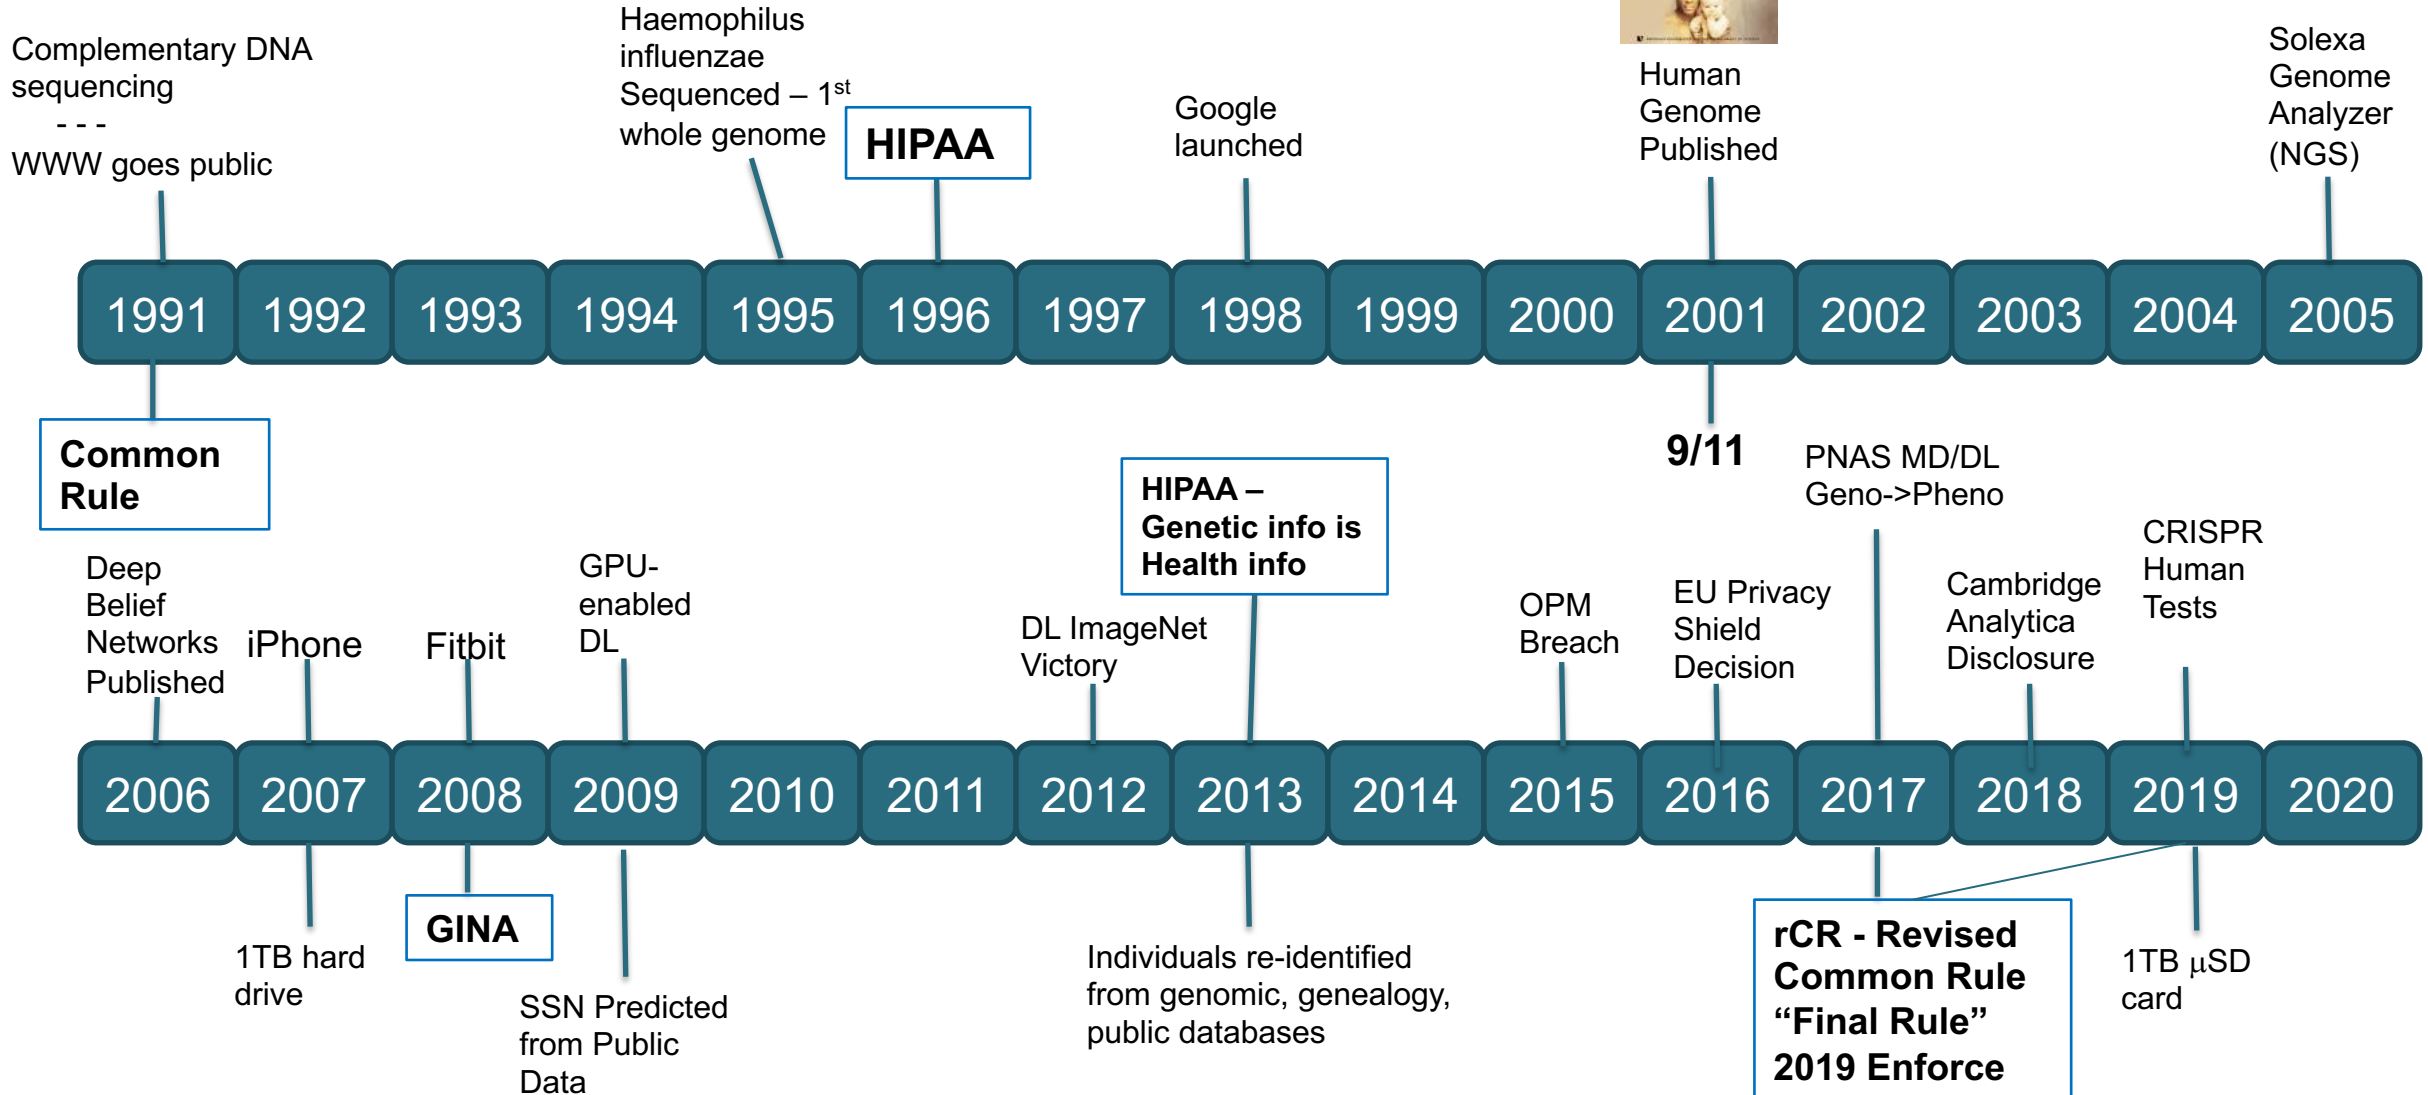 Complementary DNA
sequencing
- - -
WWW goes public
Haemophilus
influenzae
Sequenced – 1st
whole genome
HIPAA
Google
launched
Human
Genome
Published
Solexa
Genome
Analyzer
(NGS)
1991
1992
1993
1994
1995
1996
1997
1998
1999
2000
2001
2002
2003
2004
2005
Common
Rule
9/11
Deep
Belief
Networks
Published
iPhone
Fitbit
GPU-
enabled
DL
DL ImageNet
Victory
HIPAA –
Genetic info is
Health info
OPM
Breach
EU Privacy
Shield
Decision
PNAS MD/DL
Geno->Pheno
Cambridge
Analytica
Disclosure
CRISPR
Human
Tests
2006
2007
2008
2009
2010
2011
2012
2013
2014
2015
2016
2017
2018
2019
2020
1TB hard
drive
GINA
SSN Predicted
from Public
Data
Individuals re-identified
from genomic, genealogy,
public databases
rCR - Revised
Common Rule
“Final Rule”
2019 Enforce
1TB μSD
card